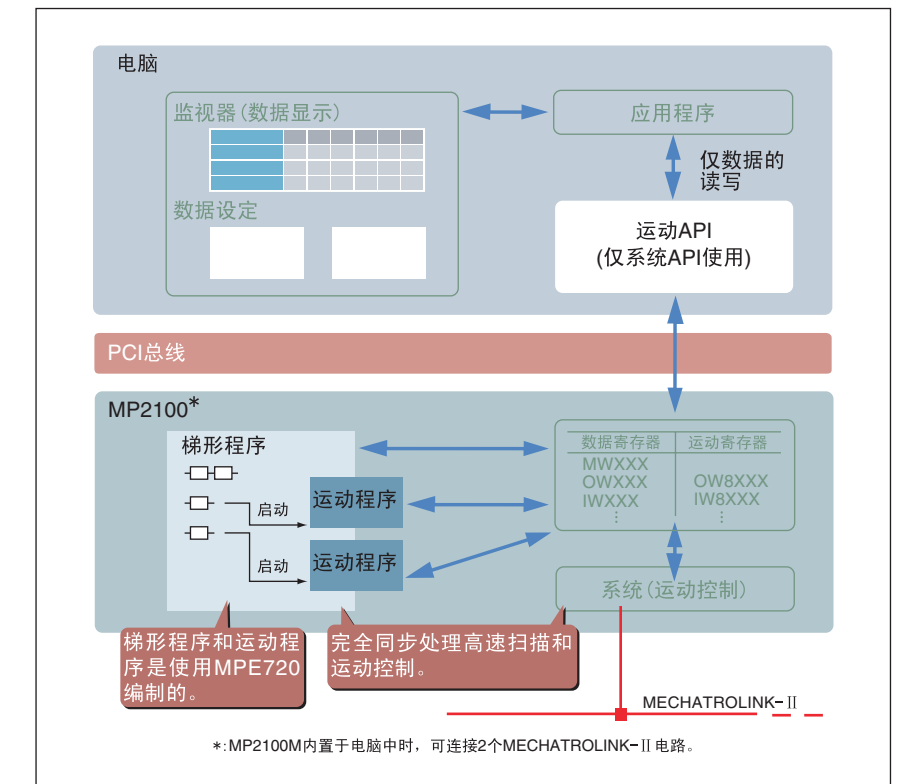 电脑
监视器(数据显示)
数据设定
应用程序
仅数据的
读写
运动API
(仅系统API使用)
PCI总线
MP2100*
梯形程序
启动
运动程序
启动
运动程序
数据寄存器 运动寄存器
MWXXX
OWXXX OW8XXX
IWXXX IW8XXX
⋮ ⋮
系统(运动控制)
梯形程序和运动程
序是使用MPE720
编制的。
完全同步处理高速扫描和
运动控制。
MECHATROLINK-Ⅱ
*:MP2100M内置于电脑中时，可连接2个MECHATROLINK-Ⅱ电路。